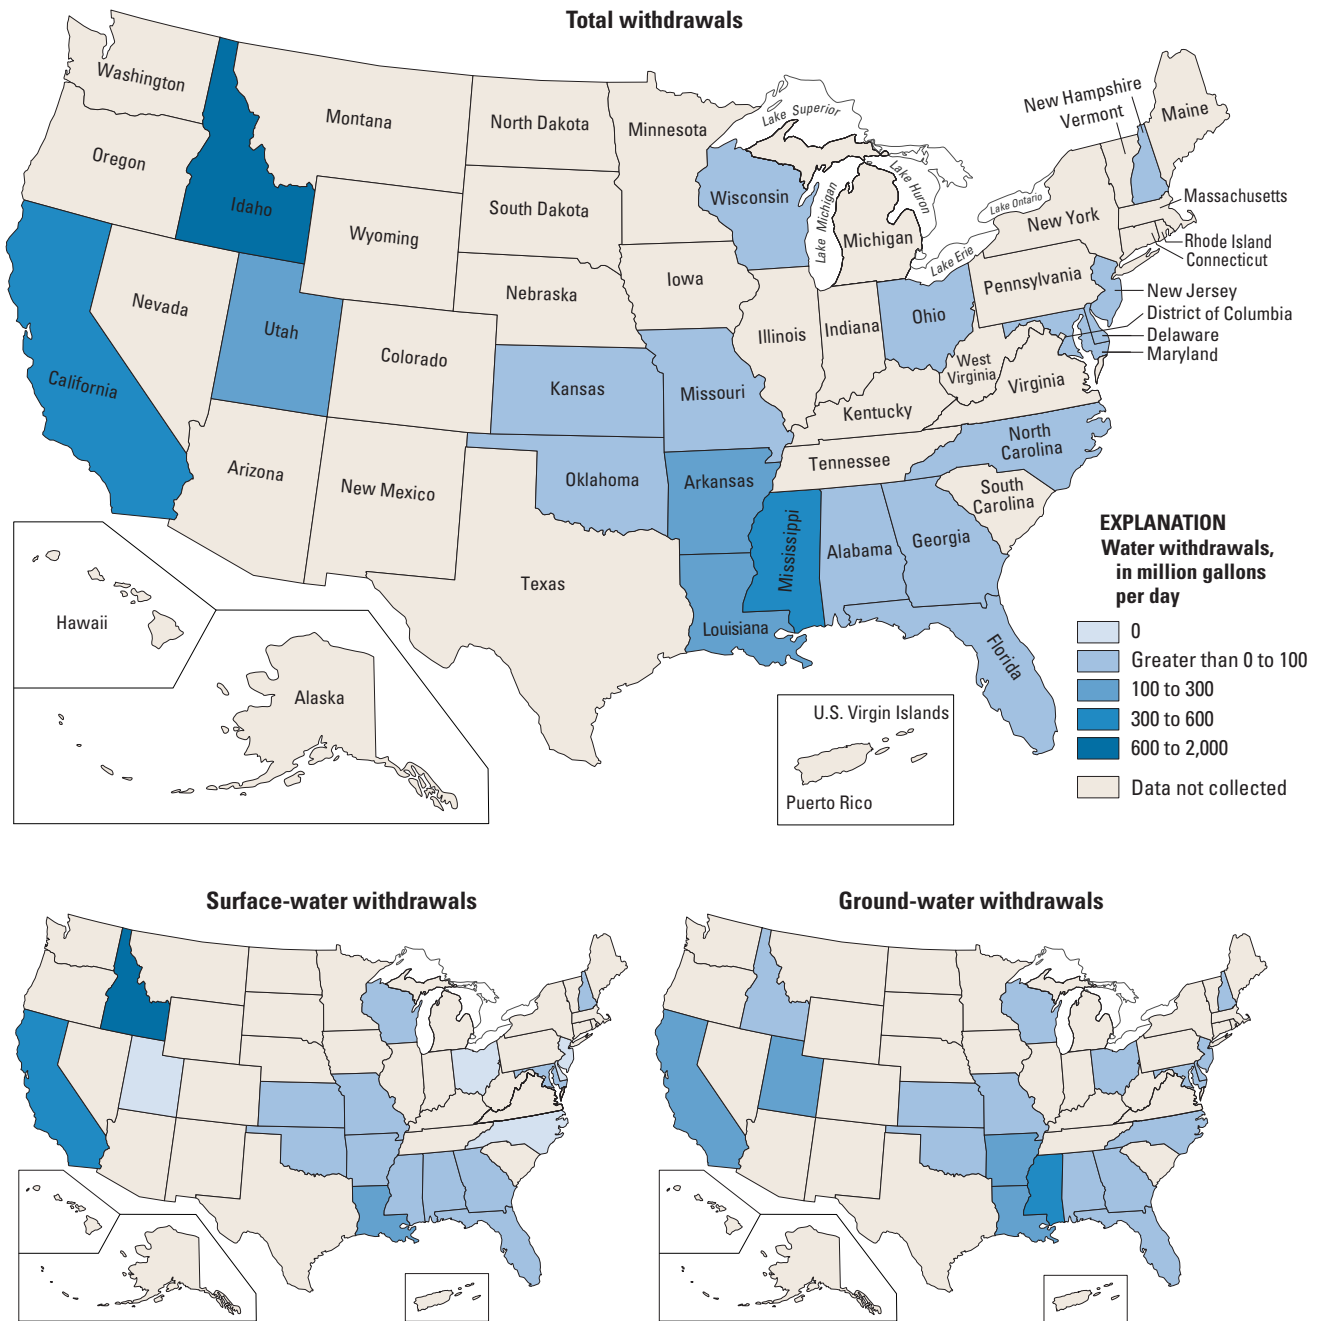 Total withdrawals
Washington
Oregon
Idaho
Montana
North Dakota
Minnesota
Lake Superior
New Hampshire
Vermont
Maine
South Dakota
Wyoming
Wisconsin
Lake Michigan
Lake Huron
Michigan
Lake Ontario
New York
Massachusetts
Rhode Island
Connecticut
Lake Erie
Pennsylvania
New Jersey
District of Columbia
Delaware
Maryland
California
Nevada
Utah
Colorado
Nebraska
Iowa
Illinois
Indiana
Ohio
West
Virginia
Virginia
Kansas
Missouri
Kentucky
Arizona
New Mexico
Oklahoma
Arkansas
Tennessee
North
Carolina
South
Carolina
Texas
Louisiana
Mississippi
Alabama
Georgia
Florida
Hawaii
Alaska
U.S. Virgin Islands
Puerto Rico
EXPLANATION
Water withdrawals,
in million gallons
per day
0
Greater than 0 to 100
100 to 300
300 to 600
600 to 2,000
Data not collected
Surface-water withdrawals
Ground-water withdrawals